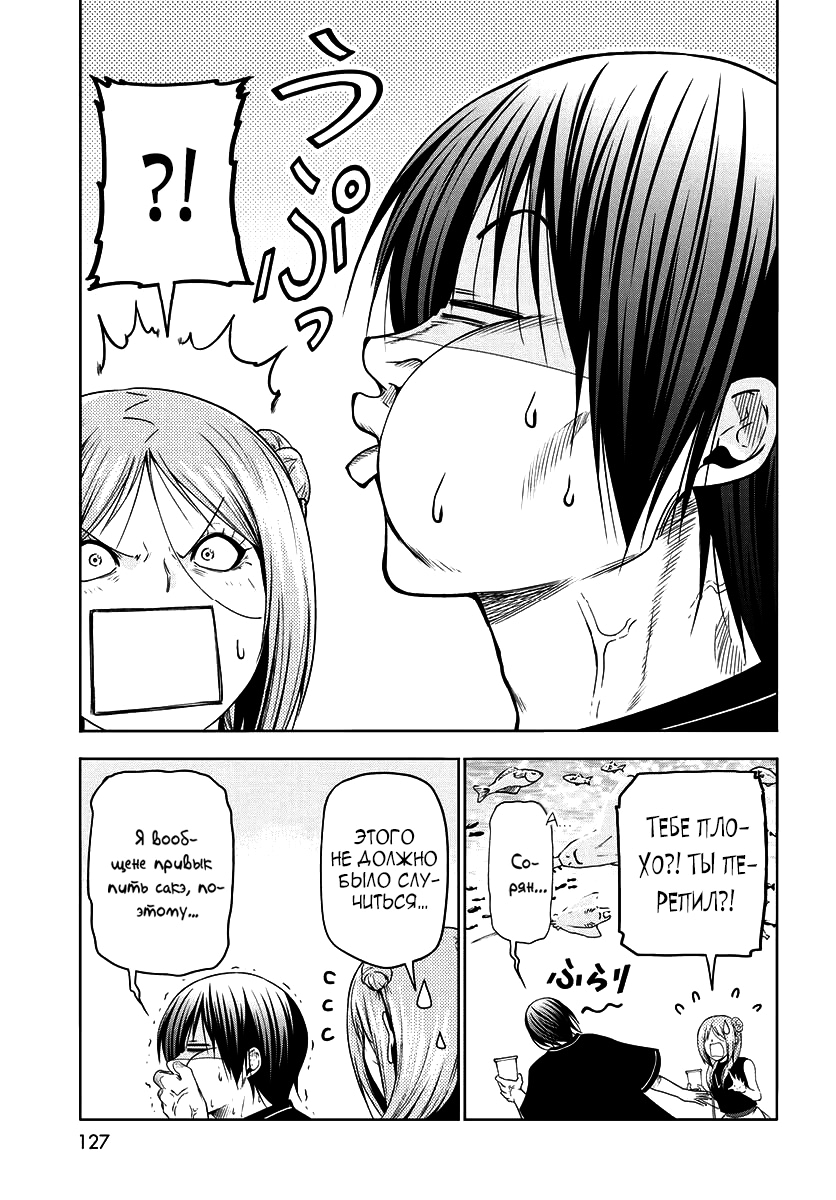 ?!
うぷっ
ТЕБЕ ПЛО-
ХО?! ТЫ ПЕ-
РЕПИЛ?!
Со-
рян...
ふらり
ЭТОГО
НЕ ДОЛЖНО
БЫЛО СЛУ-
ЧИТЬСЯ...
Я вооб-
щене привык
пить сакэ, по-
этому...
С
С
С
127